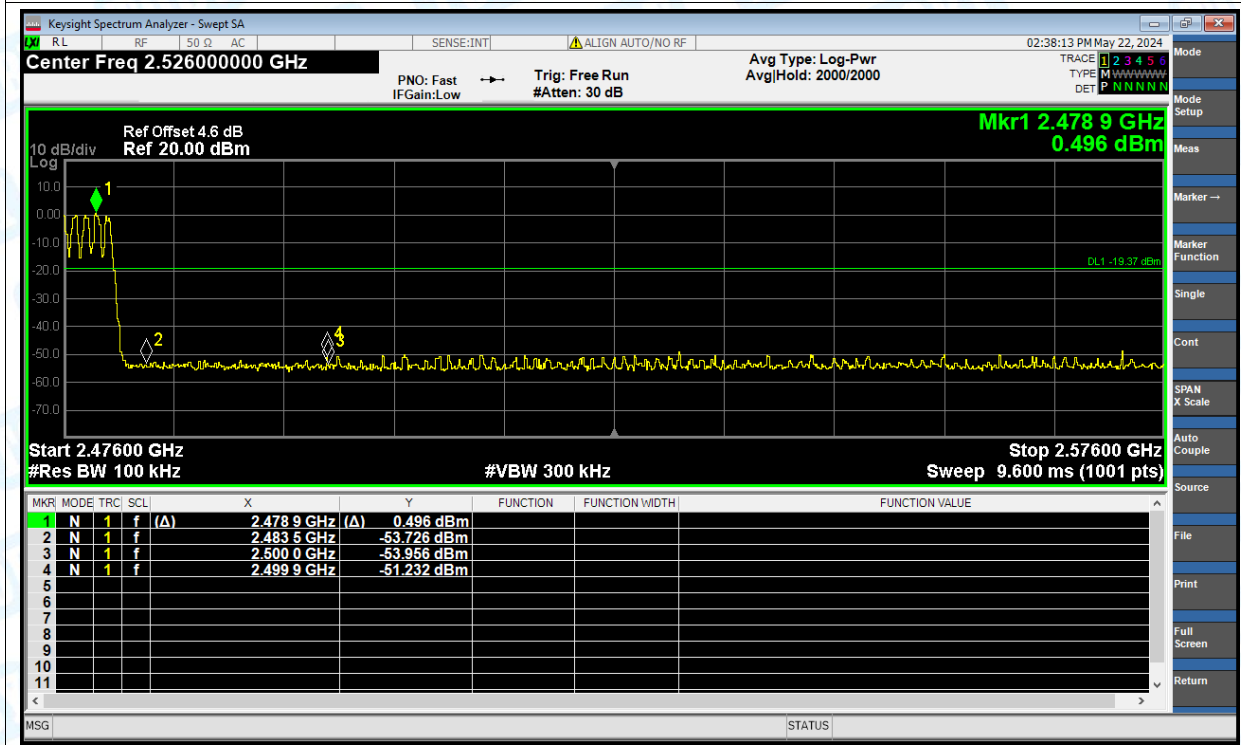 Keysight Spectrum Analyzer - Swept SA
LXI RL RF 50 Ω AC SENSE:INT ALIGN AUTO/NO RF 02:38:13 PM May 22, 2024
Center Freq 2.526000000 GHz
PNO: Fast
IFGain:Low
Trig: Free Run
#Atten: 30 dB
Avg Type: Log-Pwr
Avg|Hold: 2000/2000
TRACE 1 2 3 4 5 6
TYPE M WWWWW
DET P N N N N N
Ref Offset 4.6 dB
Ref 20.00 dBm
10 dB/div
Log
Mkr1 2.478 9 GHz
0.496 dBm
10.0
0.00
-10.0
-20.0
-30.0
-40.0
-50.0
-60.0
-70.0
1
2
4
3
DL1 -19.37 dBm
Start 2.47600 GHz Stop 2.57600 GHz
#Res BW 100 kHz #VBW 300 kHz Sweep 9.600 ms (1001 pts)
MKR MODE TRC SCL X Y FUNCTION FUNCTION WIDTH FUNCTION VALUE
1 N 1 f (Δ) 2.478 9 GHz (Δ) 0.496 dBm
2 N 1 f 2.483 5 GHz -53.726 dBm
3 N 1 f 2.500 0 GHz -53.956 dBm
4 N 1 f 2.499 9 GHz -51.232 dBm
5
6
7
8
9
10
11
MSG STATUS
Mode
Mode
Setup
Meas
Marker →
Marker
Function
Single
Cont
SPAN
X Scale
Auto
Couple
Source
File
Print
Full
Screen
Return